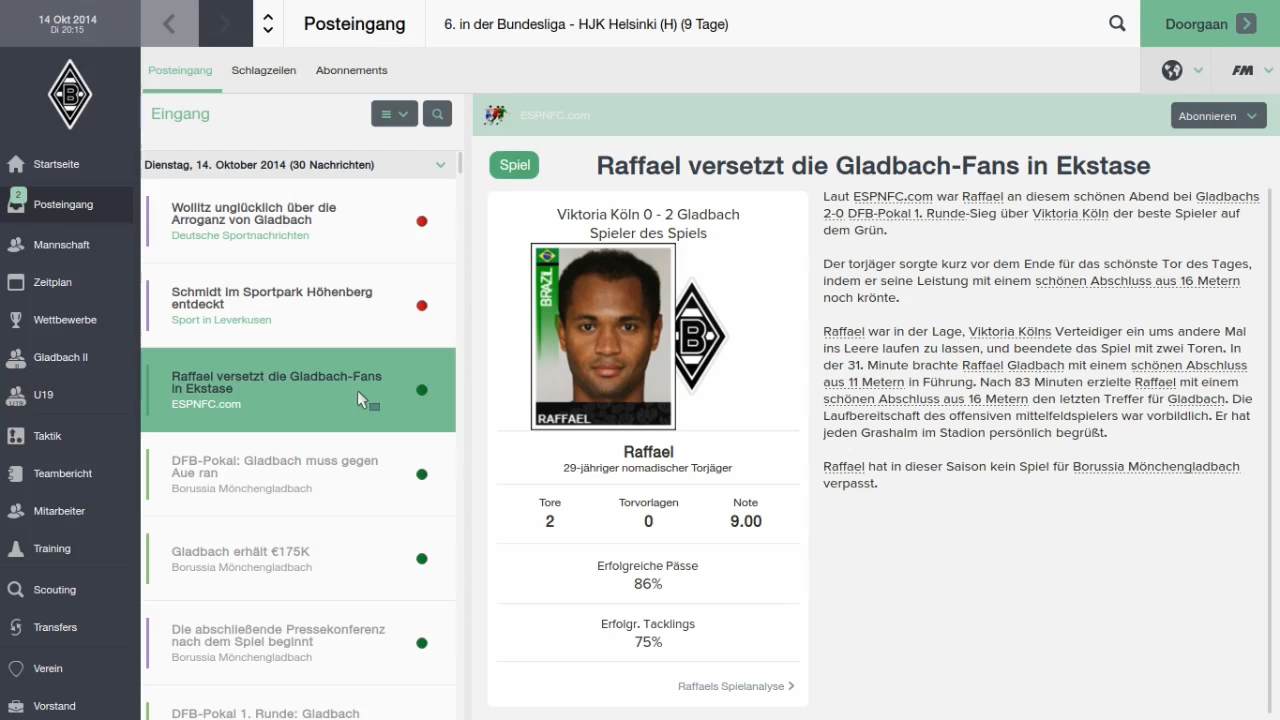 14 Okt 2014
Di 20:15
Posteingang
6. in der Bundesliga - HJK Helsinki (H) (9 Tage)
Doorgaan
Posteingang
Schlagzeilen
Abonnements
FM
Eingang
ESPNFC.com
Abonnieren
Startseite
2
Posteingang
Mannschaft
Zeitplan
Wettbewerbe
Gladbach II
U19
Taktik
Teambericht
Mitarbeiter
Training
Scouting
Transfers
Verein
Vorstand
Dienstag, 14. Oktober 2014 (30 Nachrichten)
Wollitz unglücklich über die
Arroganz von Gladbach
Deutsche Sportnachrichten
Schmidt im Sportpark Höhenberg
entdeckt
Sport in Leverkusen
Raffael versetzt die Gladbach-Fans
in Ekstase
ESPNFC.com
DFB-Pokal: Gladbach muss gegen
Aue ran
Borussia Mönchengladbach
Gladbach erhält €175K
Borussia Mönchengladbach
Die abschließende Pressekonferenz
nach dem Spiel beginnt
Borussia Mönchengladbach
DFB-Pokal 1. Runde: Gladbach
Spiel
Raffael versetzt die Gladbach-Fans in Ekstase
Viktoria Köln 0 - 2 Gladbach
Spieler des Spiels
BRAZL
RAFFAEL
B
Raffael
29-jähriger nomadischer Torjäger
Tore
Torvorlagen
Note
2
0
9.00
Erfolgreiche Pässe
86%
Erfolgr. Tacklings
75%
Raffaels Spielanalyse
Laut ESPNFC.com war Raffael an diesem schönen Abend bei Gladbachs
2-0 DFB-Pokal 1. Runde-Sieg über Viktoria Köln der beste Spieler auf
dem Grün.
Der torjäger sorgte kurz vor dem Ende für das schönste Tor des Tages,
indem er seine Leistung mit einem schönen Abschluss aus 16 Metern
noch krönte.
Raffael war in der Lage, Viktoria Kölns Verteidiger ein ums andere Mal
ins Leere laufen zu lassen, und beendete das Spiel mit zwei Toren. In
der 31. Minute brachte Raffael Gladbach mit einem schönen Abschluss
aus 11 Metern in Führung. Nach 83 Minuten erzielte Raffael mit einem
schönen Abschluss aus 16 Metern den letzten Treffer für Gladbach. Die
Laufbereitschaft des offensiven mittelfeldspielers war vorbildlich. Er hat
jeden Grashalm im Stadion persönlich begrüßt.
Raffael hat in dieser Saison kein Spiel für Borussia Mönchengladbach
verpasst.